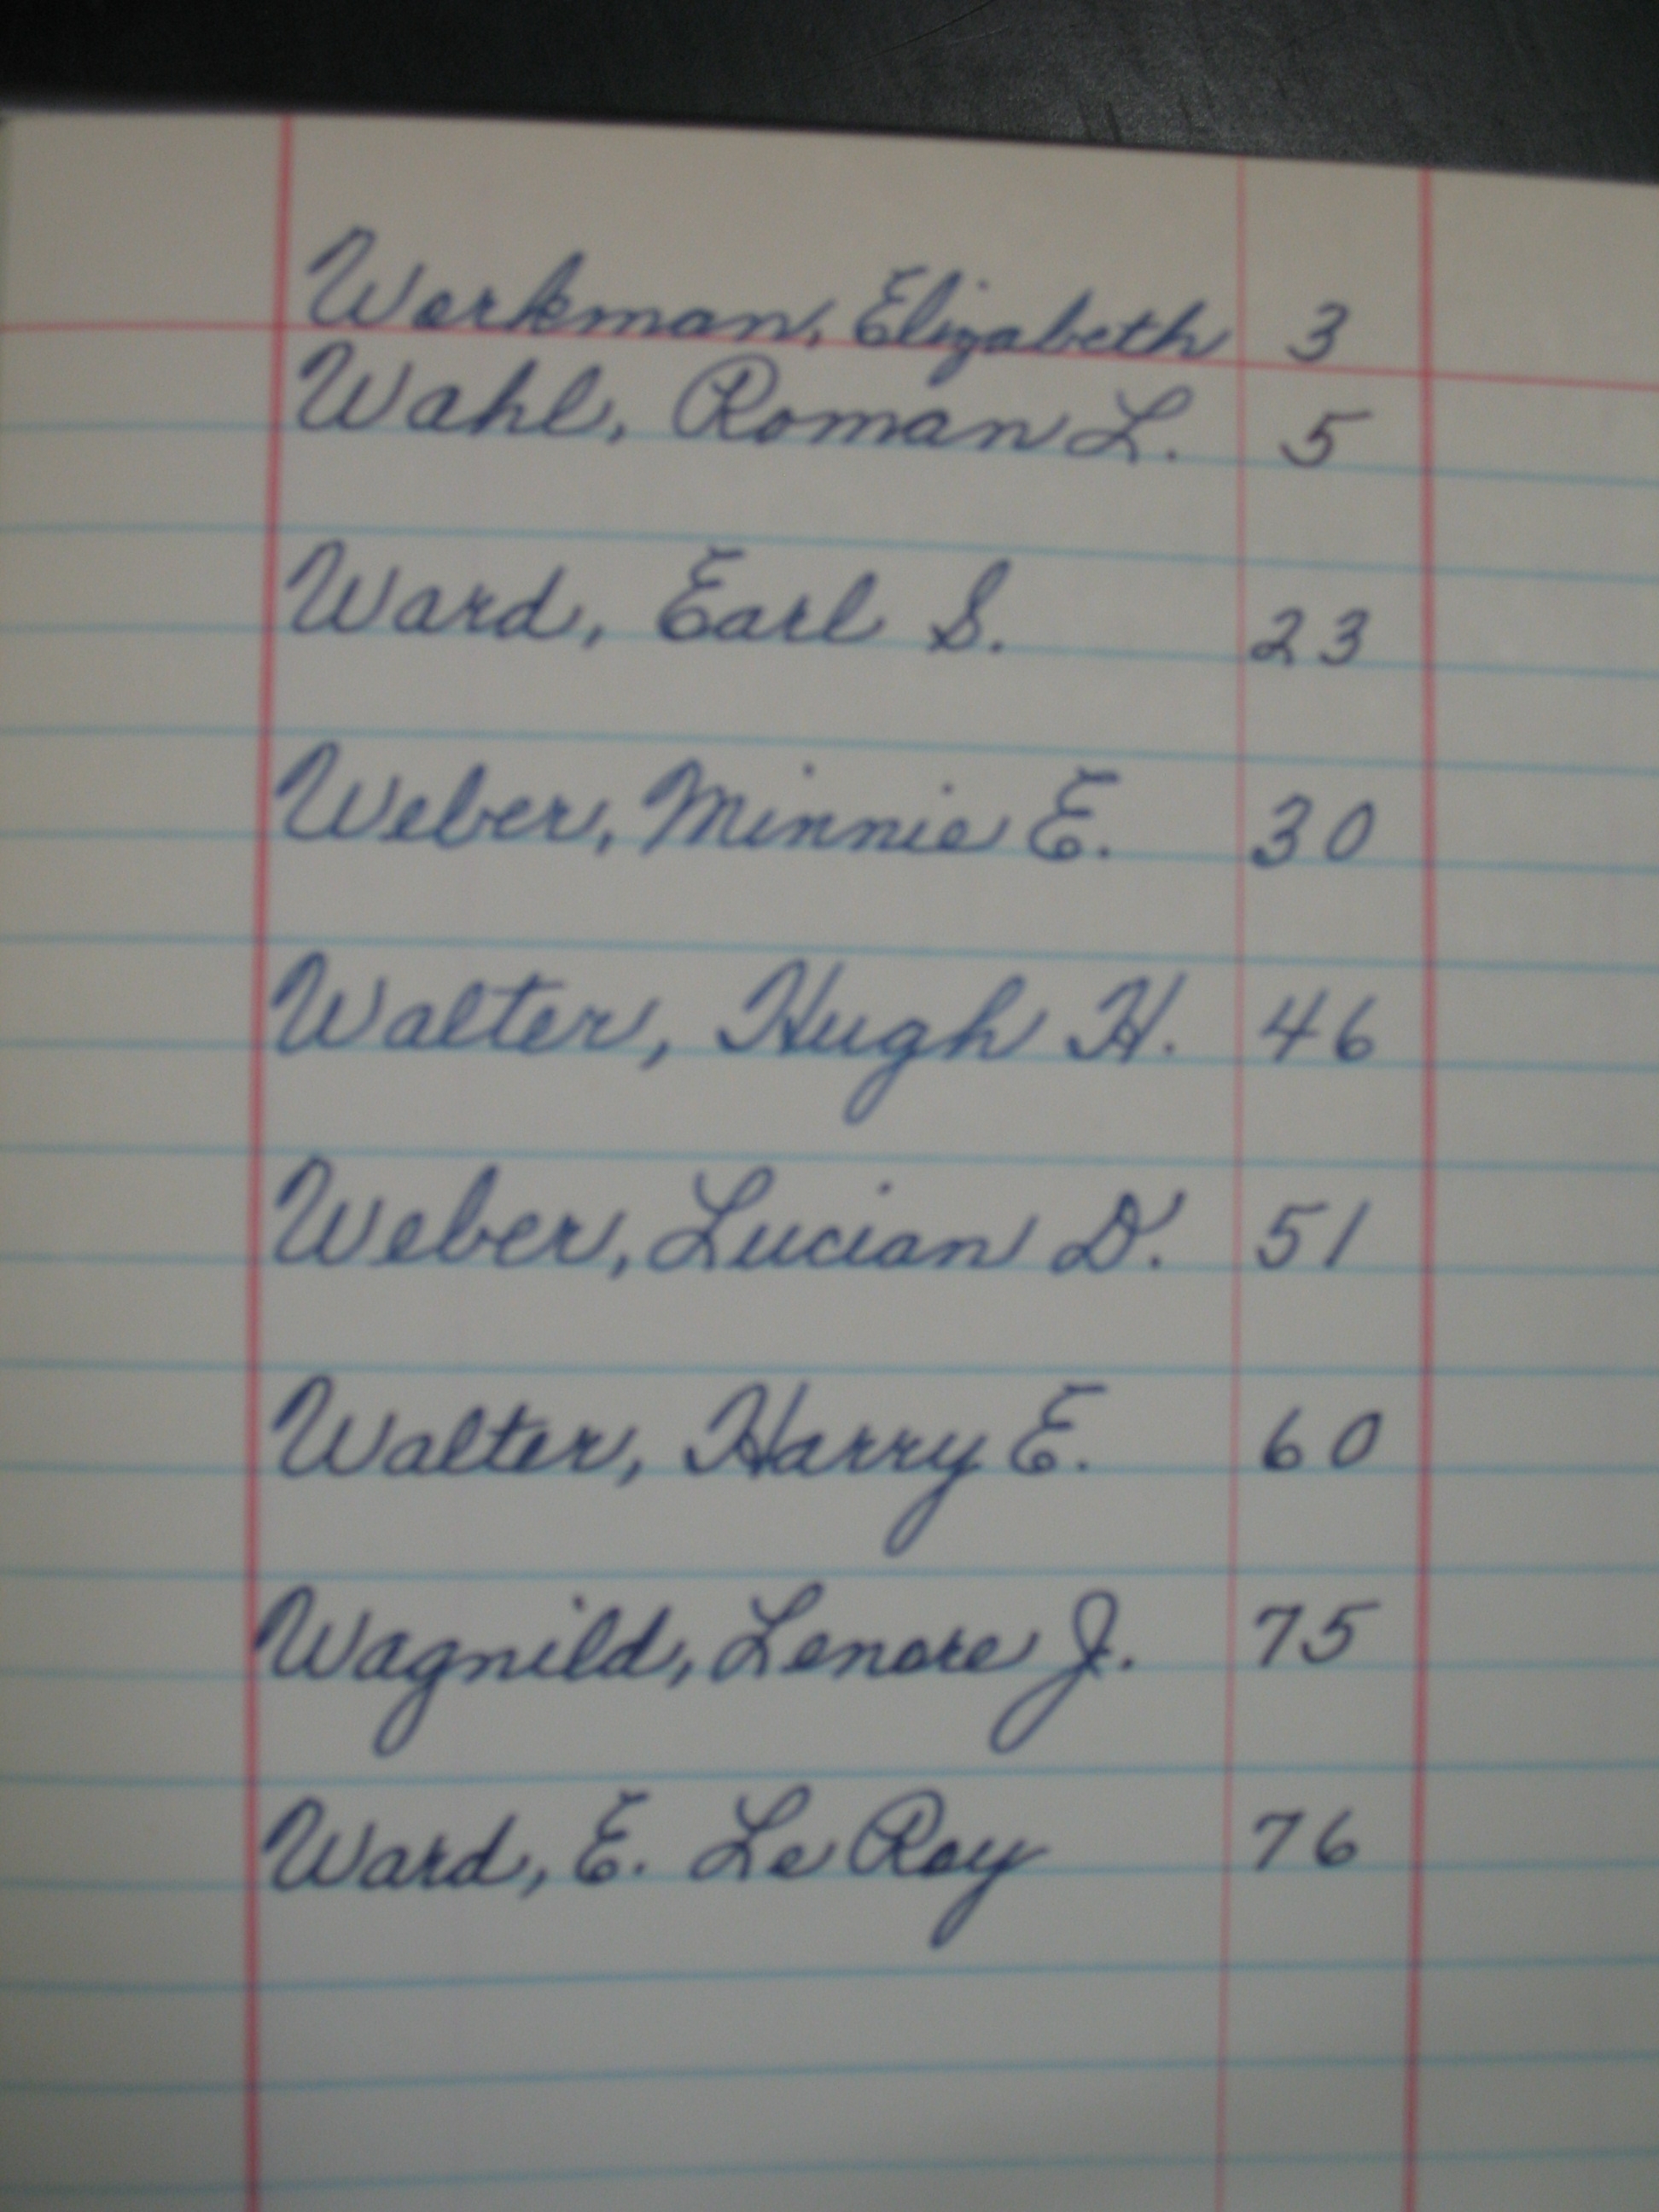 Workman, Elizabeth 3
Wahl, Roman L. 5
Ward, Earl S. 23
Weber, Minnie E. 30
Walter, Hugh H. 46
Weber, Lucian D. 51
Walter, Harry E. 60
Wagnild, Lenore J. 75
Ward, E. Le Roy 76